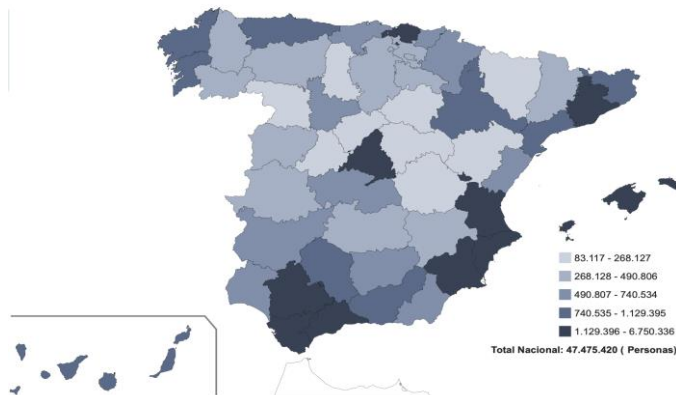 83.117 - 268.127
268.128 - 490.806
490.807 - 740.534
740.535 - 1.129.395
1.129.396 - 6.750.336
Total Nacional: 47.475.420 ( Personas)